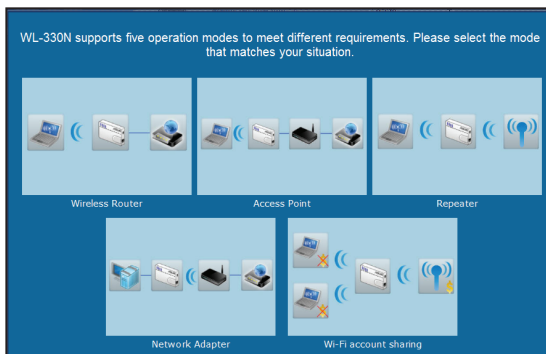 WL-330N supports five operation modes to meet different requirements. Please select the mode
that matches your situation.
Wireless Router
Access Point
Repeater
Network Adapter
Wi-Fi account sharing